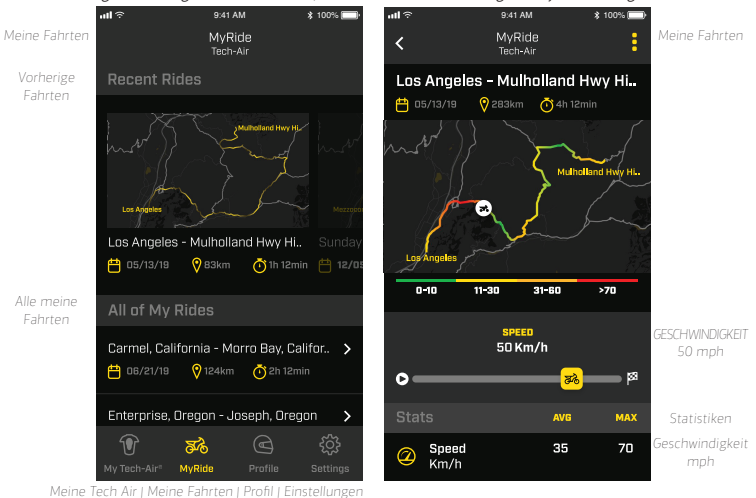 Meine Fahrten
Vorherige
Fahrten
Alle meine
Fahrten
9:41 AM
100%
MyRide
Tech-Air
Recent Rides
Mulholland Hwy Hi..
Los Angeles
Los Angeles - Mulholland Hwy Hi..
Sunday
05/13/19
83km
1h 12min
All of My Rides
Carmel, California - Morro Bay, Califor..
06/21/19
124km
2h 12min
Enterprise, Oregon - Joseph, Oregon
My Tech-Air®
MyRide
Profile
Settings
Meine Tech Air | Meine Fahrten | Profil | Einstellungen
9:41 AM
100%
MyRide
Tech-Air
Los Angeles - Mulholland Hwy Hi..
05/13/19
283km
4h 12min
Mulholland Hwy Hi..
Los Angeles
0-10
11-30
31-60
>70
SPEED
50 Km/h
Stats
AVG
MAX
Speed
35
70
Km/h
Meine Fahrten
GESCHWINDIGKEIT
50 mph
Statistiken
Geschwindigkeit
mph